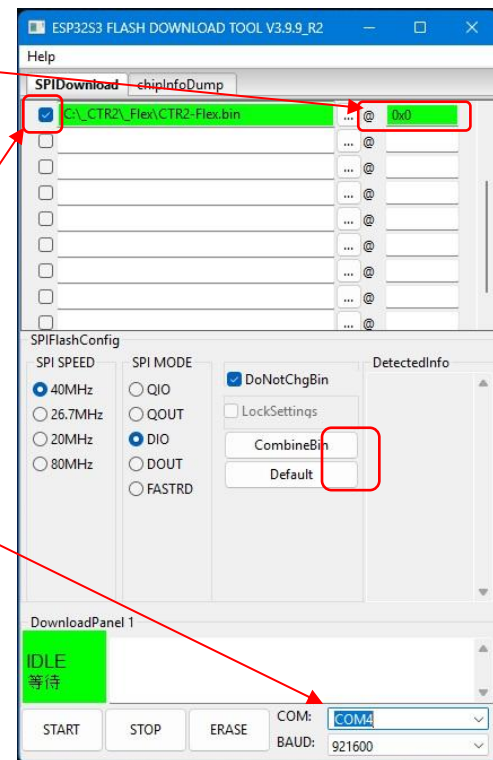 ESP32S3 FLASH DOWNLOAD TOOL V3.9.9_R2
Help
SPIDownload chipInfoDump
C:\_CTR2\_Flex\CTR2-Flex.bin ... @ 0x0
... @
... @
... @
... @
... @
... @
... @
... @
SPIFlashConfig
SPI SPEED
40MHz
26.7MHz
20MHz
80MHz
SPI MODE
QIO
QOUT
DIO
DOUT
FASTRD
DoNotChgBin
LockSettings
CombineBin
Default
DetectedInfo
DownloadPanel 1
IDLE
等待
START STOP ERASE
COM: COM4
BAUD: 921600